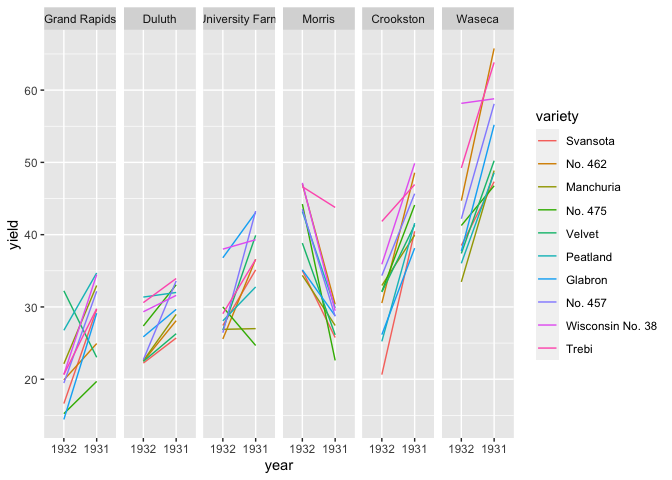 Grand Rapids Duluth University Farm Morris Crookston Waseca
60
50
40
30
20
yield
1932 1931 1932 1931 1932 1931 1932 1931 1932 1931 1932 1931
year
variety
Svansota
No. 462
Manchuria
No. 475
Velvet
Peatland
Glabron
No. 457
Wisconsin No. 38
Trebi